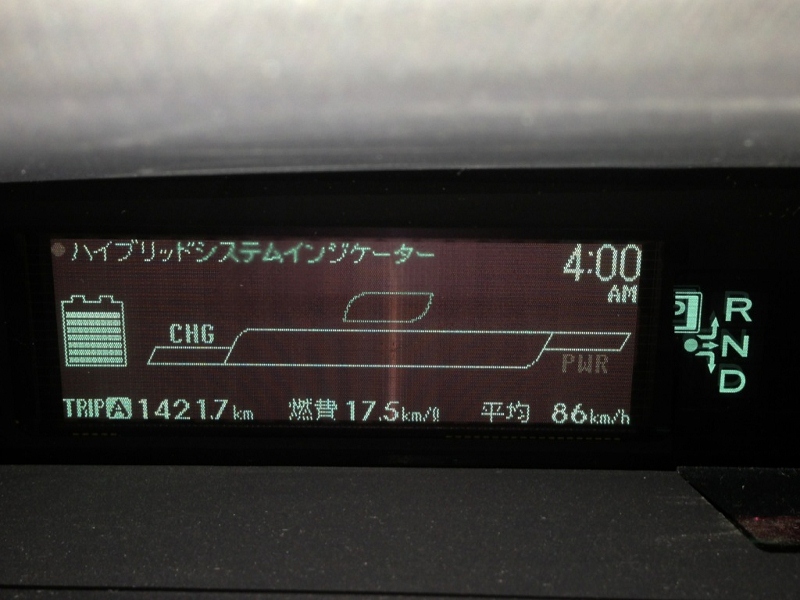 ハイブリッドシステムインジケーター
4:00
AM
CHG
PWR
TRIP A 1421.7 km 燃費 17.5 km/ℓ 平均 86 km/h
P R
N
D